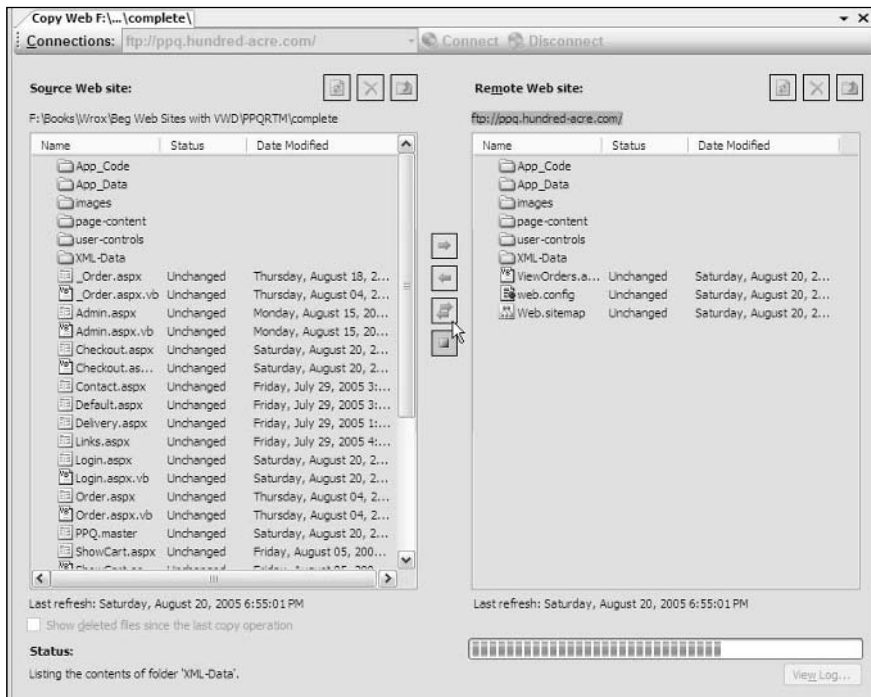 Copy Web F:\...\complete\
Connections: ftp://ppq.hundred-acre.com/ Connect Disconnect
Source Web site:
F:\Books\Wrox\Beg Web Sites with VWD\PPQRTM\complete
Name Status Date Modified
App_Code
App_Data
images
page-content
user-controls
XML-Data
_Order.aspx Unchanged Thursday, August 18, 2...
_Order.aspx.vb Unchanged Thursday, August 04, 2...
Admin.aspx Unchanged Monday, August 15, 20...
Admin.aspx.vb Unchanged Monday, August 15, 20...
Checkout.aspx Unchanged Saturday, August 20, 2...
Checkout.as... Unchanged Saturday, August 20, 2...
Contact.aspx Unchanged Friday, July 29, 2005 3:...
Default.aspx Unchanged Friday, July 29, 2005 3:...
Delivery.aspx Unchanged Friday, July 29, 2005 1:...
Links.aspx Unchanged Friday, July 29, 2005 4:...
Login.aspx Unchanged Saturday, August 20, 2...
Login.aspx.vb Unchanged Saturday, August 20, 2...
Order.aspx Unchanged Thursday, August 04, 2...
Order.aspx.vb Unchanged Thursday, August 04, 2...
PPQ.master Unchanged Saturday, August 20, 2...
ShowCart.aspx Unchanged Friday, August 05, 200...
Last refresh: Saturday, August 20, 2005 6:55:01 PM
Show deleted files since the last copy operation
Status:
Listing the contents of folder 'XML-Data'.
Remote Web site:
ftp://ppq.hundred-acre.com/
Name Status Date Modified
App_Code
App_Data
images
page-content
user-controls
XML-Data
ViewOrders.a... Unchanged Saturday, August 20, 2...
web.config Unchanged Saturday, August 20, 2...
Web.sitemap Unchanged Saturday, August 20, 2...
Last refresh: Saturday, August 20, 2005 6:55:01 PM
View Log...